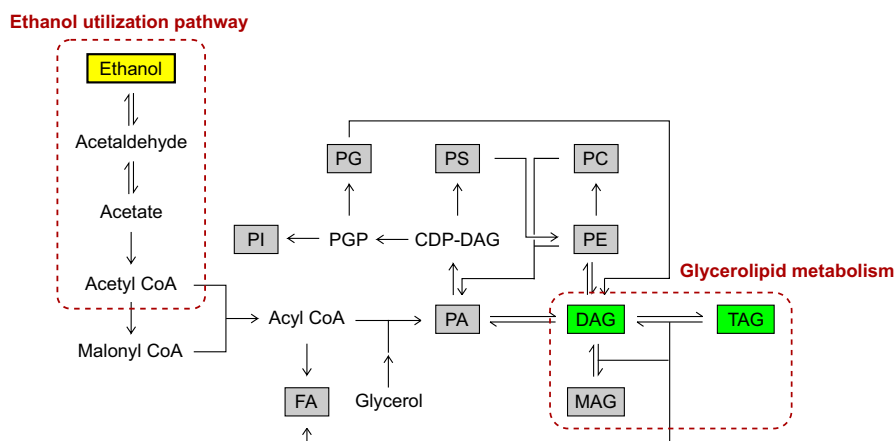 Ethanol utilization pathway
Ethanol
Acetaldehyde
PG
PS
PC
Acetate
PI
PGP
CDP-DAG
PE
Glycerolipid metabolism
Acetyl CoA
Acyl CoA
PA
DAG
TAG
Malonyl CoA
FA
Glycerol
MAG